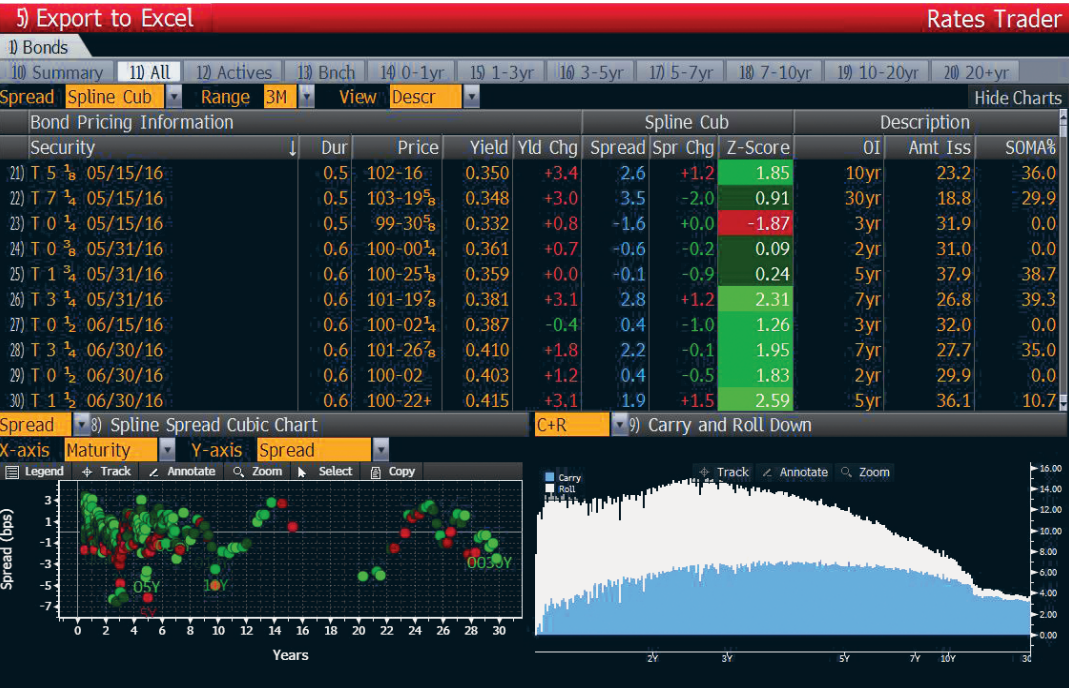 5) Export to Excel Rates Trader
1) Bonds
10) Summary 11) All 12) Actives 13) Bnch 14) 0-1yr 15) 1-3yr 16) 3-5yr 17) 5-7yr 18) 7-10yr 19) 10-20yr 20) 20+yr
Spread Spline Cub Range 3M View Descr Hide Charts
Bond Pricing Information Spline Cub Description
Security ↓ Dur Price Yield Yld Chg Spread Spr Chg Z-Score OI Amt Iss SOMA%
21) T 5 ⅛ 05/15/16 0.5 102-16 0.350 +3.4 2.6 +1.2 1.85 10yr 23.2 36.0
22) T 7 ¼ 05/15/16 0.5 103-19⅝ 0.348 +3.0 3.5 -2.0 0.91 30yr 18.8 29.9
23) T 0 ¼ 05/15/16 0.5 99-30⅝ 0.332 +0.8 -1.6 +0.0 -1.87 3yr 31.9 0.0
24) T 0 ⅜ 05/31/16 0.6 100-00¼ 0.361 +0.7 -0.6 -0.2 0.09 2yr 31.0 0.0
25) T 1 ¾ 05/31/16 0.6 100-25⅛ 0.359 +0.0 -0.1 -0.9 0.24 5yr 37.9 38.7
26) T 3 ¼ 05/31/16 0.6 101-19⅞ 0.381 +3.1 2.8 +1.2 2.31 7yr 26.8 39.3
27) T 0 ½ 06/15/16 0.6 100-02¼ 0.387 -0.4 0.4 -1.0 1.26 3yr 32.0 0.0
28) T 3 ¼ 06/30/16 0.6 101-26⅞ 0.410 +1.8 2.2 -0.1 1.95 7yr 27.7 35.0
29) T 0 ½ 06/30/16 0.6 100-02 0.403 +1.2 0.4 -0.5 1.83 2yr 29.9 0.0
30) T 1 ½ 06/30/16 0.6 100-22+ 0.415 +3.1 1.9 +1.5 2.59 5yr 36.1 10.7
Spread 8) Spline Spread Cubic Chart C+R 9) Carry and Roll Down
X-axis Maturity Y-axis Spread
Legend Track Annotate Zoom Select Copy
Carry
Roll
Track Annotate Zoom
Spread (bps)
3
1
-1
-3
-5
-7
05Y
5Y
0030Y
0 2 4 6 8 10 12 14 16 18 20 22 24 26 28 30
Years
16.00
14.00
12.00
10.00
8.00
6.00
4.00
2.00
0.00
2Y 3Y 5Y 7Y 10Y 30